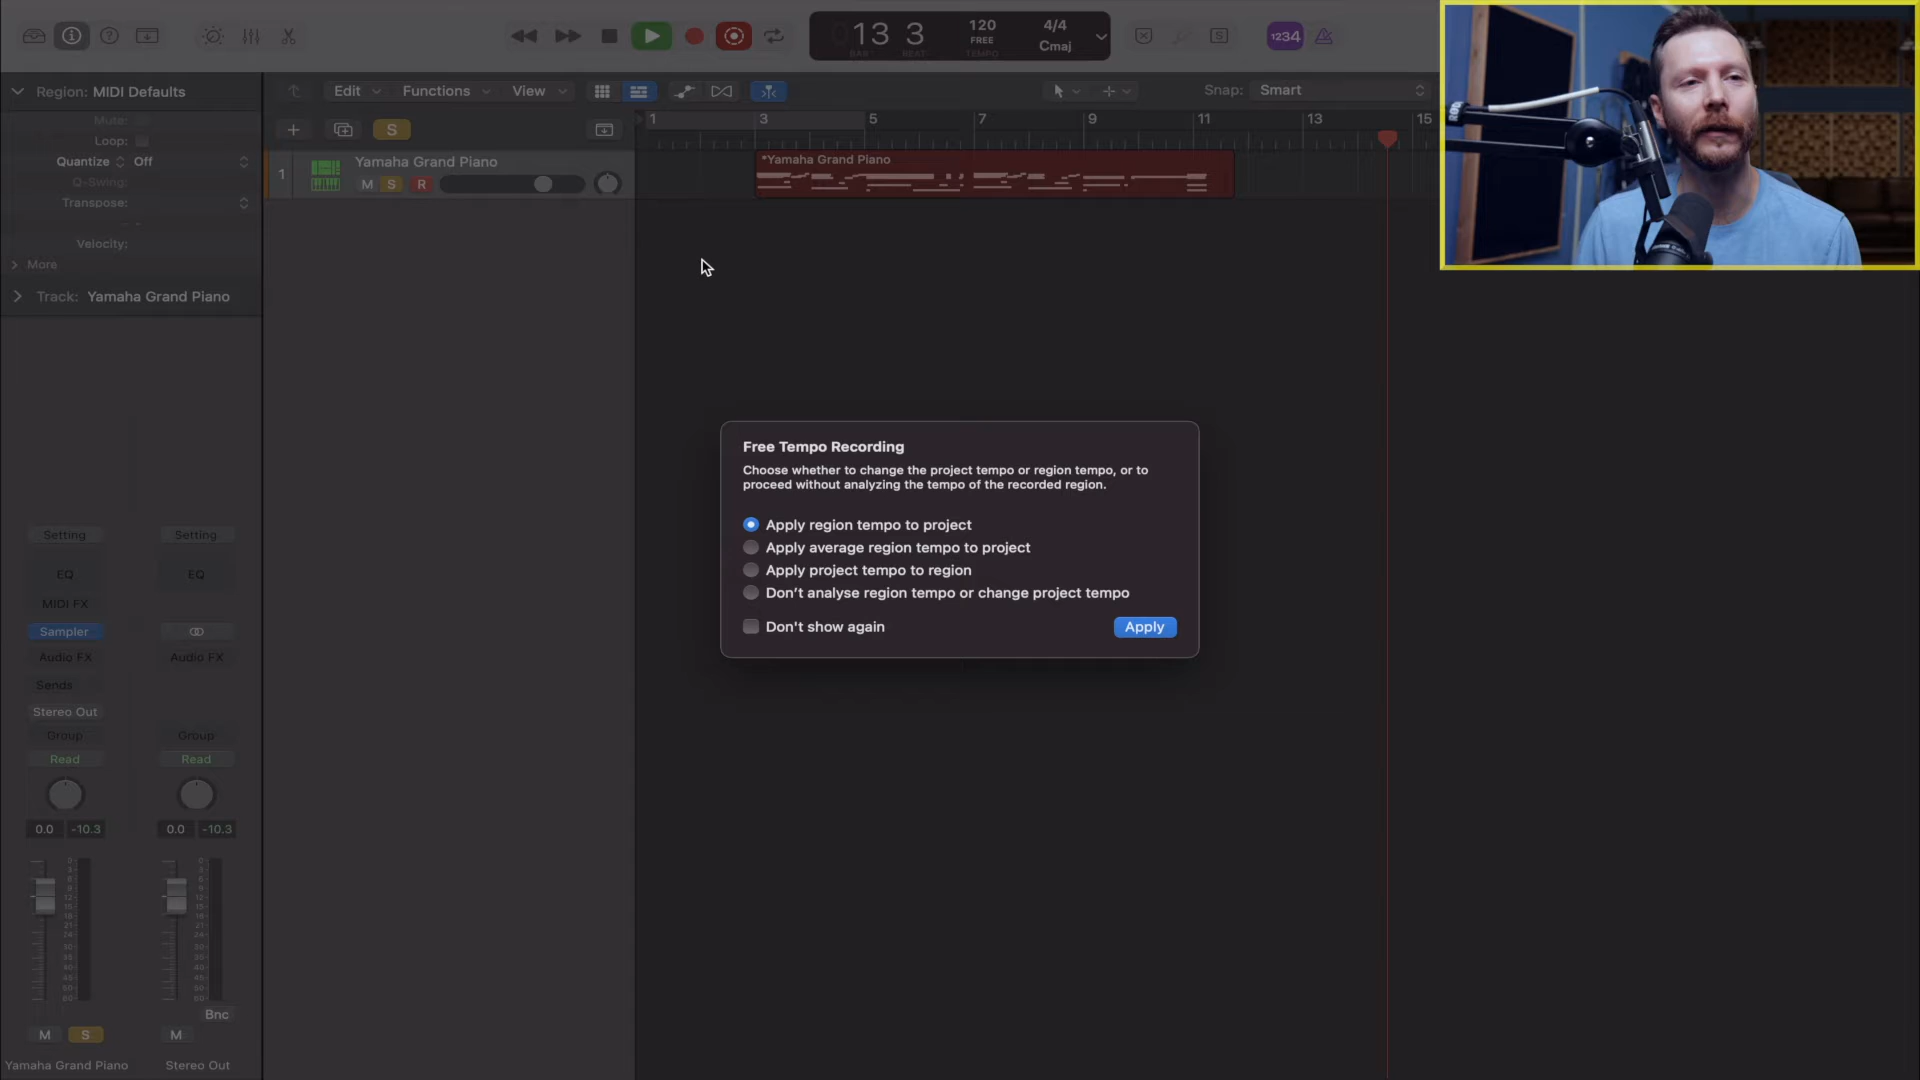 13 3
BAR BEAT
120
FREE
TEMPO
4/4
Cmaj
1234
Region: MIDI Defaults
Mute:
Loop:
Quantize Off
Q-Swing:
Transpose:
Velocity:
More
Track: Yamaha Grand Piano
Edit Functions View
Snap: Smart
S
1 3 5 7 9 11 13 15
1
Yamaha Grand Piano
M S R
*Yamaha Grand Piano
Free Tempo Recording
Choose whether to change the project tempo or region tempo, or to
proceed without analyzing the tempo of the recorded region.
Apply region tempo to project
Apply average region tempo to project
Apply project tempo to region
Don't analyse region tempo or change project tempo
Don't show again
Apply
Setting Setting
EQ EQ
MIDI FX
Sampler
Audio FX Audio FX
Sends
Stereo Out
Group Group
Read Read
0.0 -10.3 0.0 -10.3
Bnc
M S M
Yamaha Grand Piano Stereo Out